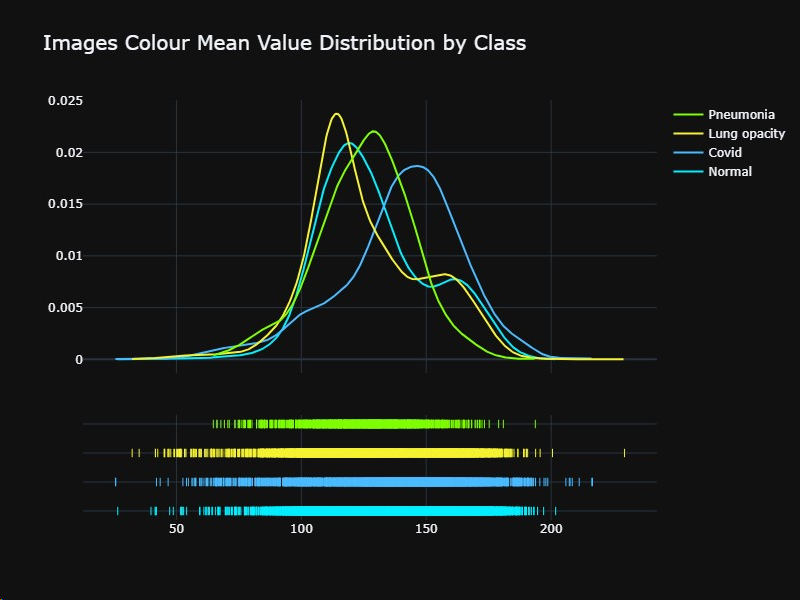 Images Colour Mean Value Distribution by Class
0.025
0.02
0.015
0.01
0.005
0
Pneumonia
Lung opacity
Covid
Normal
50 100 150 200